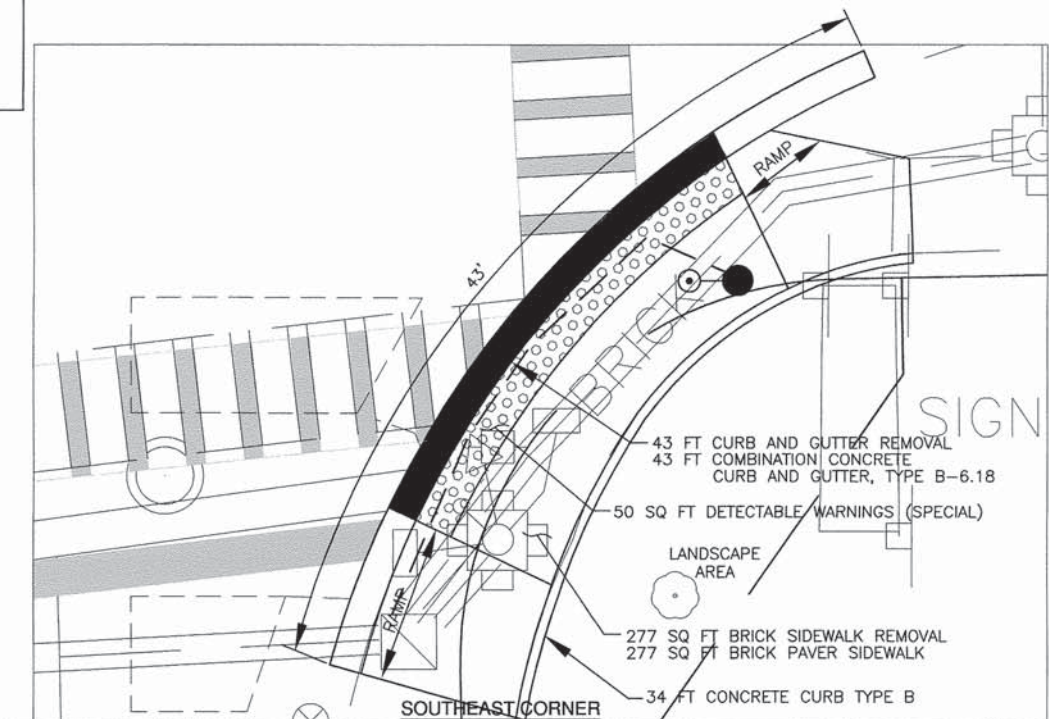 RAMP
43'
BRICK
SIGN
43 FT CURB AND GUTTER REMOVAL
43 FT COMBINATION CONCRETE
CURB AND GUTTER, TYPE B-6.18
50 SQ FT DETECTABLE WARNINGS (SPECIAL)
LANDSCAPE
AREA
RAMP
277 SQ FT BRICK SIDEWALK REMOVAL
277 SQ FT BRICK PAVER SIDEWALK
34 FT CONCRETE CURB TYPE B
SOUTHEAST CORNER